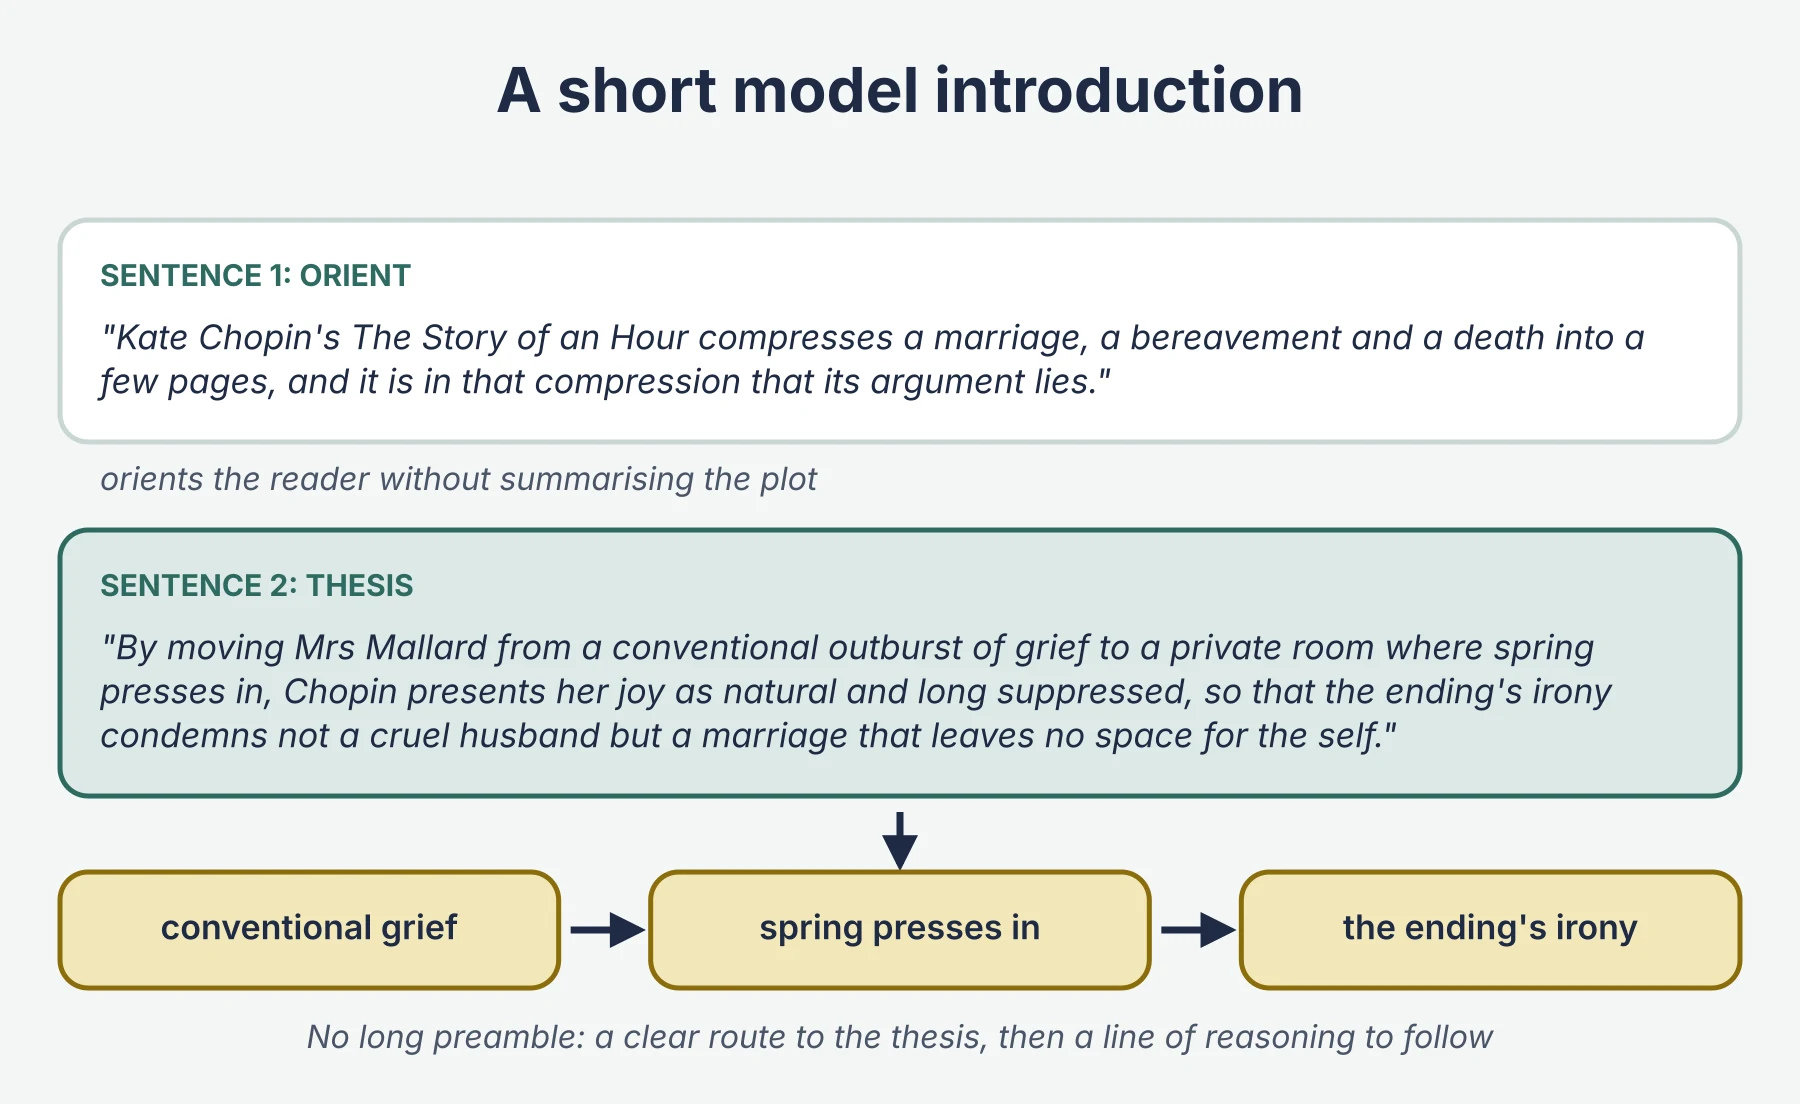 A short model introduction
SENTENCE 1: ORIENT
"Kate Chopin's The Story of an Hour compresses a marriage, a bereavement and a death into a
few pages, and it is in that compression that its argument lies."
orients the reader without summarising the plot
SENTENCE 2: THESIS
"By moving Mrs Mallard from a conventional outburst of grief to a private room where spring
presses in, Chopin presents her joy as natural and long suppressed, so that the ending's irony
condemns not a cruel husband but a marriage that leaves no space for the self."
conventional grief
spring presses in
the ending's irony
No long preamble: a clear route to the thesis, then a line of reasoning to follow